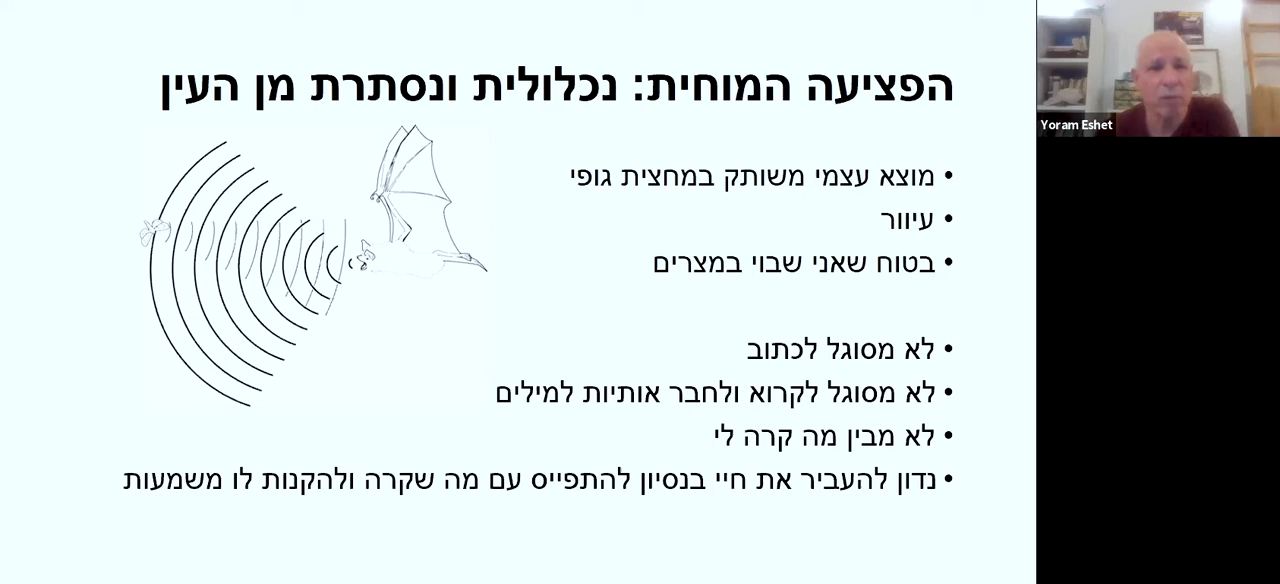 הפציעה המוחית: נכלולית ונסתרת מן העין
• מוצא עצמי משותק במחצית גופי
• עיוור
• בטוח שאני שבוי במצרים
• לא מסוגל לכתוב
• לא מסוגל לקרוא ולחבר אותיות למילים
• לא מבין מה קרה לי
• נדון להעביר את חיי בנסיון להתפייס עם מה שקרה ולהקנות לו משמעות
Yoram Eshet